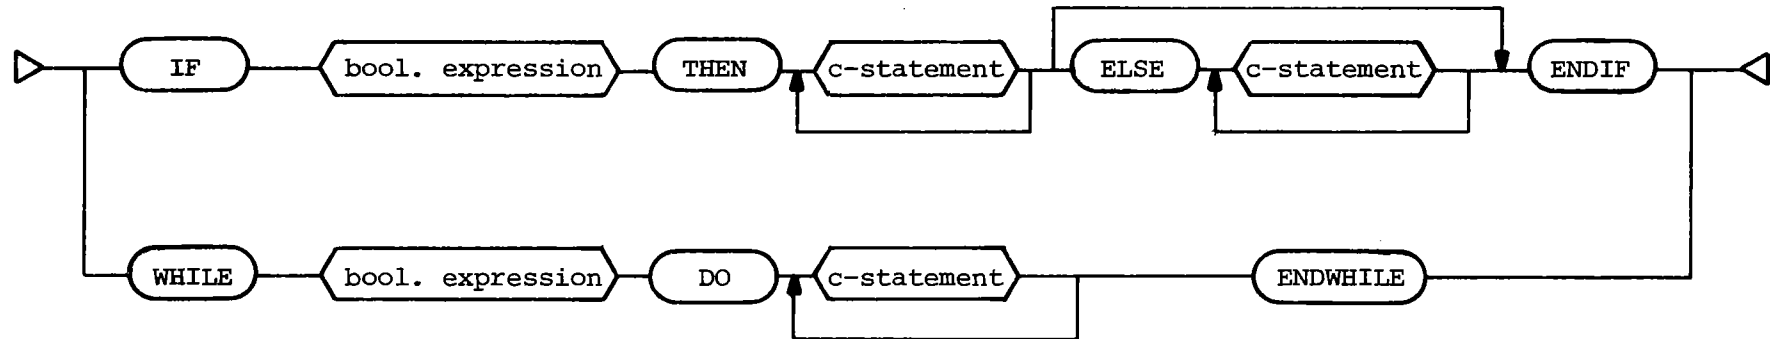 IF bool. expression THEN c-statement ELSE c-statement ENDIF
WHILE bool. expression DO c-statement ENDWHILE